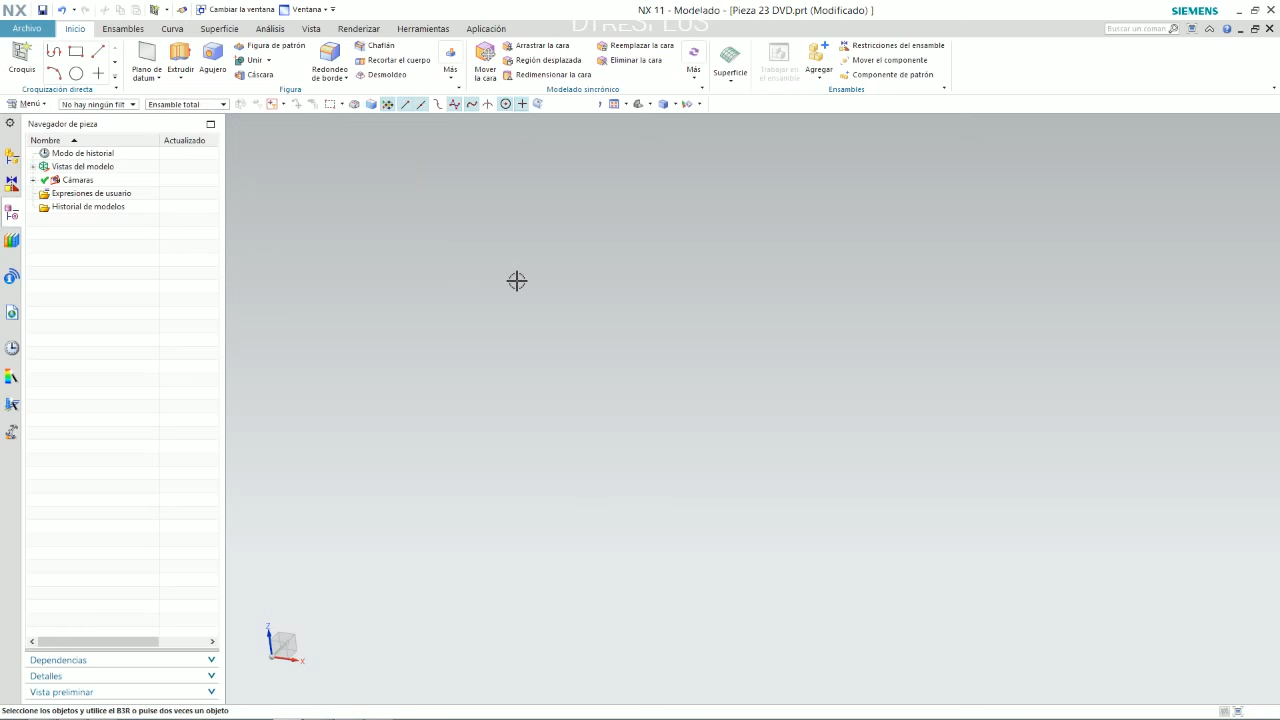 NX
Cambiar la ventana
Ventana
NX 11 - Modelado - [Pieza 23 DVD.prt (Modificado) ]
SIEMENS
DTRESPLUS
Archivo
Inicio
Ensambles
Curva
Superficie
Análisis
Vista
Renderizar
Herramientas
Aplicación
Buscar un coman
Croquis
Croquización directa
Plano de
datum
Extrudir
Agujero
Figura de patrón
Unir
Cáscara
Redondeo
de borde
Chaflán
Recortar el cuerpo
Desmoldeo
Más
Figura
Mover
la cara
Arrastrar la cara
Región desplazada
Redimensionar la cara
Reemplazar la cara
Eliminar la cara
Más
Modelado sincrónico
Superficie
Trabajar en
el ensamble
Agregar
Restricciones del ensamble
Mover el componente
Componente de patrón
Ensambles
Menú
No hay ningún filt
Ensamble total
Navegador de pieza
Nombre
Actualizado
Modo de historial
Vistas del modelo
Cámaras
Expresiones de usuario
Historial de modelos
Z
X
Dependencias
Detalles
Vista preliminar
Seleccione los objetos y utilice el B3R o pulse dos veces un objeto